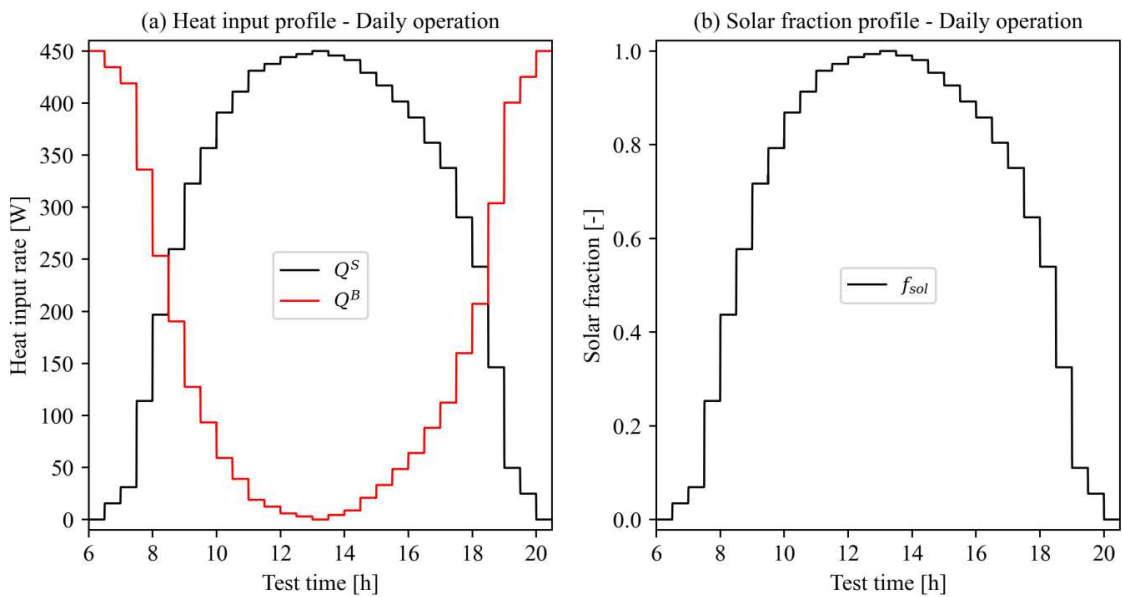 (a) Heat input profile - Daily operation
450
400
350
300
250
200
150
100
50
0
Heat input rate [W]
Q^S
Q^B
6 8 10 12 14 16 18 20
Test time [h]
(b) Solar fraction profile - Daily operation
1.0
0.8
0.6
0.4
0.2
0.0
Solar fraction [-]
f_sol
6 8 10 12 14 16 18 20
Test time [h]